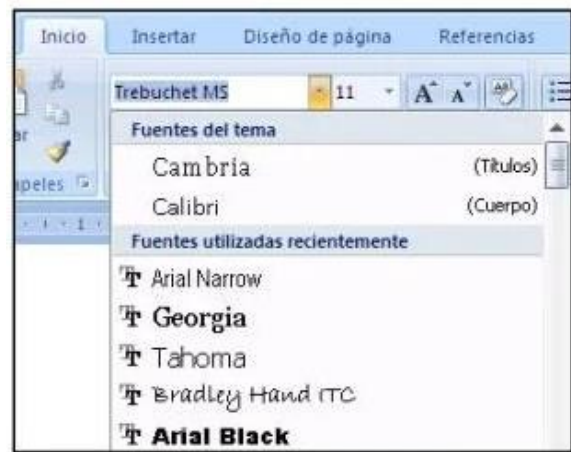 Inicio Insertar Diseño de página Referencias
Trebuchet MS 11 A A
Fuentes del tema
Cambria (Títulos)
Calibri (Cuerpo)
Fuentes utilizadas recientemente
Arial Narrow
Georgia
Tahoma
Bradley Hand ITC
Arial Black